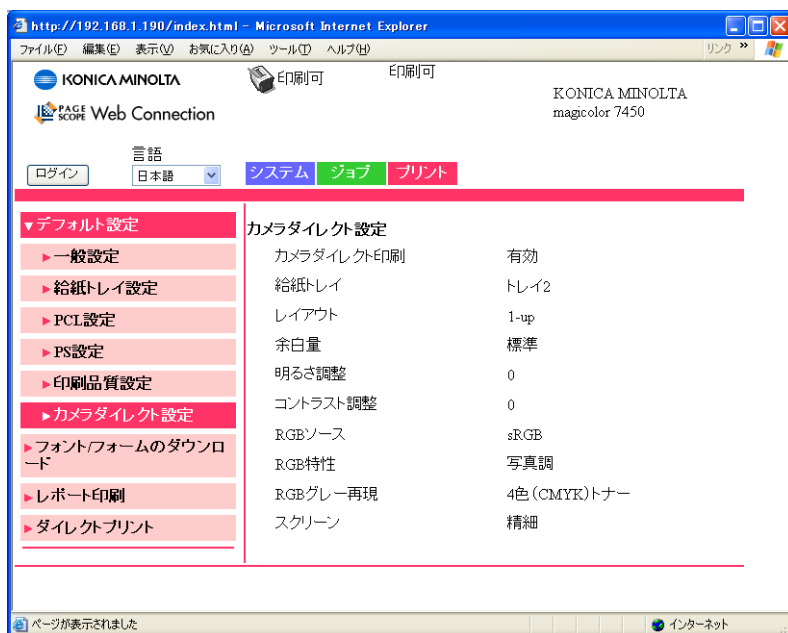 http://192.168.1.190/index.html - Microsoft Internet Explorer
ファイル(F) 編集(E) 表示(V) お気に入り(A) ツール(T) ヘルプ(H) リンク »
KONICA MINOLTA 印刷可 印刷可
KONICA MINOLTA
magicolor 7450
PAGE SCOPE Web Connection
言語
ログイン 日本語 システム ジョブ プリント
▼デフォルト設定
►一般設定
►給紙トレイ設定
►PCL設定
►PS設定
►印刷品質設定
►カメラダイレクト設定
►フォント/フォームのダウンロ
ード
►レポート印刷
►ダイレクトプリント
カメラダイレクト設定
カメラダイレクト印刷 有効
給紙トレイ トレイ2
レイアウト 1-up
余白量 標準
明るさ調整 0
コントラスト調整 0
RGBソース sRGB
RGB特性 写真調
RGBグレー再現 4色(CMYK)トナー
スクリーン 精細
ページが表示されました インターネット